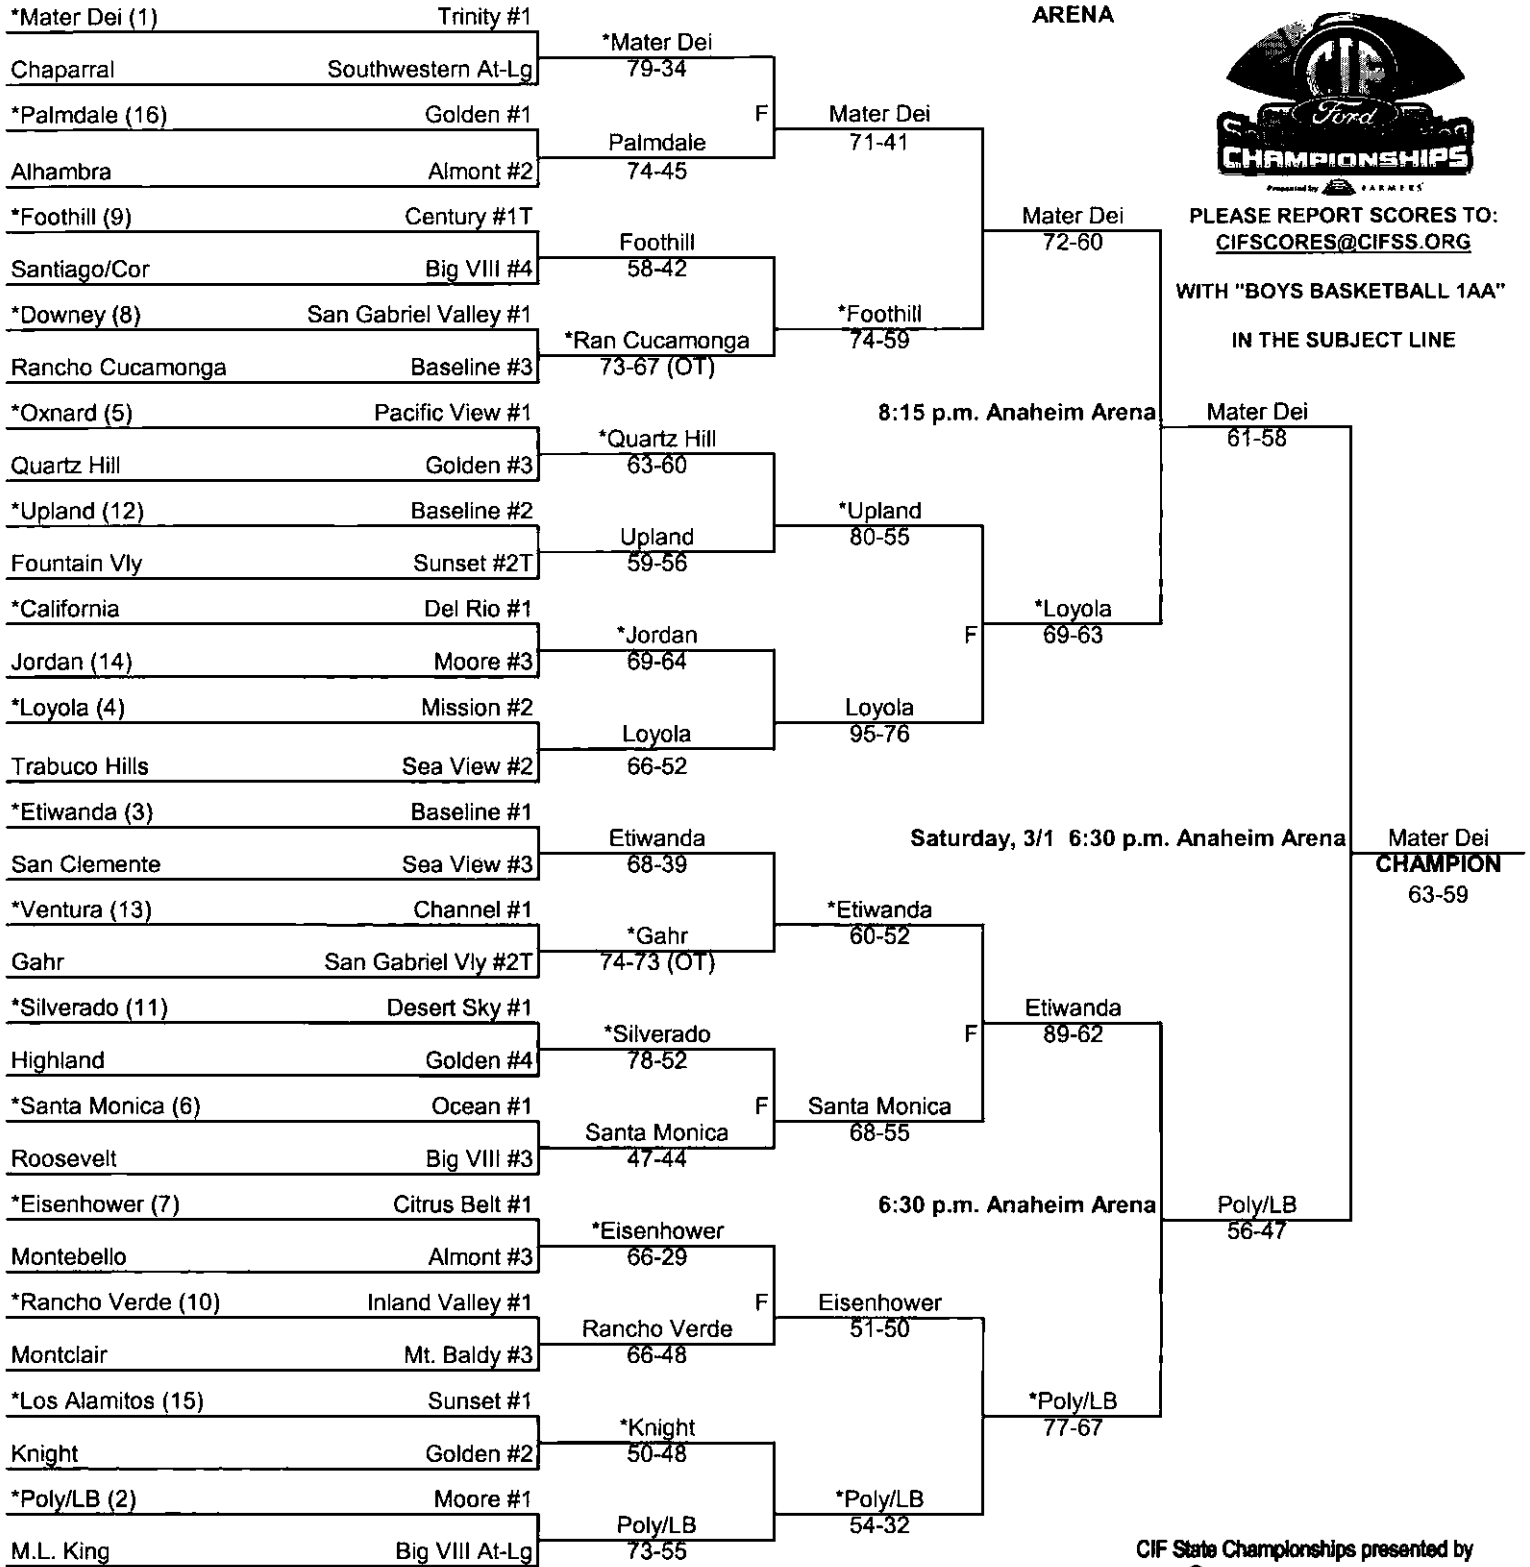 *Mater Dei (1) Trinity #1
Chaparral Southwestern At-Lg
*Palmdale (16) Golden #1
Alhambra Almont #2
*Foothill (9) Century #1T
Santiago/Cor Big VIII #4
*Downey (8) San Gabriel Valley #1
Rancho Cucamonga Baseline #3
*Oxnard (5) Pacific View #1
Quartz Hill Golden #3
*Upland (12) Baseline #2
Fountain Vly Sunset #2T
*California Del Rio #1
Jordan (14) Moore #3
*Loyola (4) Mission #2
Trabuco Hills Sea View #2
*Etiwanda (3) Baseline #1
San Clemente Sea View #3
*Ventura (13) Channel #1
Gahr San Gabriel Vly #2T
*Silverado (11) Desert Sky #1
Highland Golden #4
*Santa Monica (6) Ocean #1
Roosevelt Big VIII #3
*Eisenhower (7) Citrus Belt #1
Montebello Almont #3
*Rancho Verde (10) Inland Valley #1
Montclair Mt. Baldy #3
*Los Alamitos (15) Sunset #1
Knight Golden #2
*Poly/LB (2) Moore #1
M.L. King Big VIII At-Lg
*Mater Dei
79-34
F
Palmdale
74-45
Foothill
58-42
*Ran Cucamonga
73-67 (OT)
*Quartz Hill
63-60
Upland
59-56
*Jordan
69-64
Loyola
66-52
Etiwanda
68-39
*Gahr
74-73 (OT)
*Silverado
78-52
F
Santa Monica
47-44
*Eisenhower
66-29
F
Rancho Verde
66-48
*Knight
50-48
Poly/LB
73-55
Mater Dei
71-41
*Foothill
74-59
*Upland
80-55
F
Loyola
95-76
*Etiwanda
60-52
F
Santa Monica
68-55
Eisenhower
51-50
*Poly/LB
54-32
ARENA
Mater Dei
72-60
8:15 p.m. Anaheim Arena
*Loyola
69-63
Saturday, 3/1 6:30 p.m. Anaheim Arena
Etiwanda
89-62
6:30 p.m. Anaheim Arena
*Poly/LB
77-67
CIF
Ford
CHAMPIONSHIPS
Presented by FARMERS
PLEASE REPORT SCORES TO:
CIFSCORES@CIFSS.ORG
WITH "BOYS BASKETBALL 1AA"
IN THE SUBJECT LINE
Mater Dei
61-58
Poly/LB
56-47
Mater Dei
CHAMPION
63-59
CIF State Championships presented by